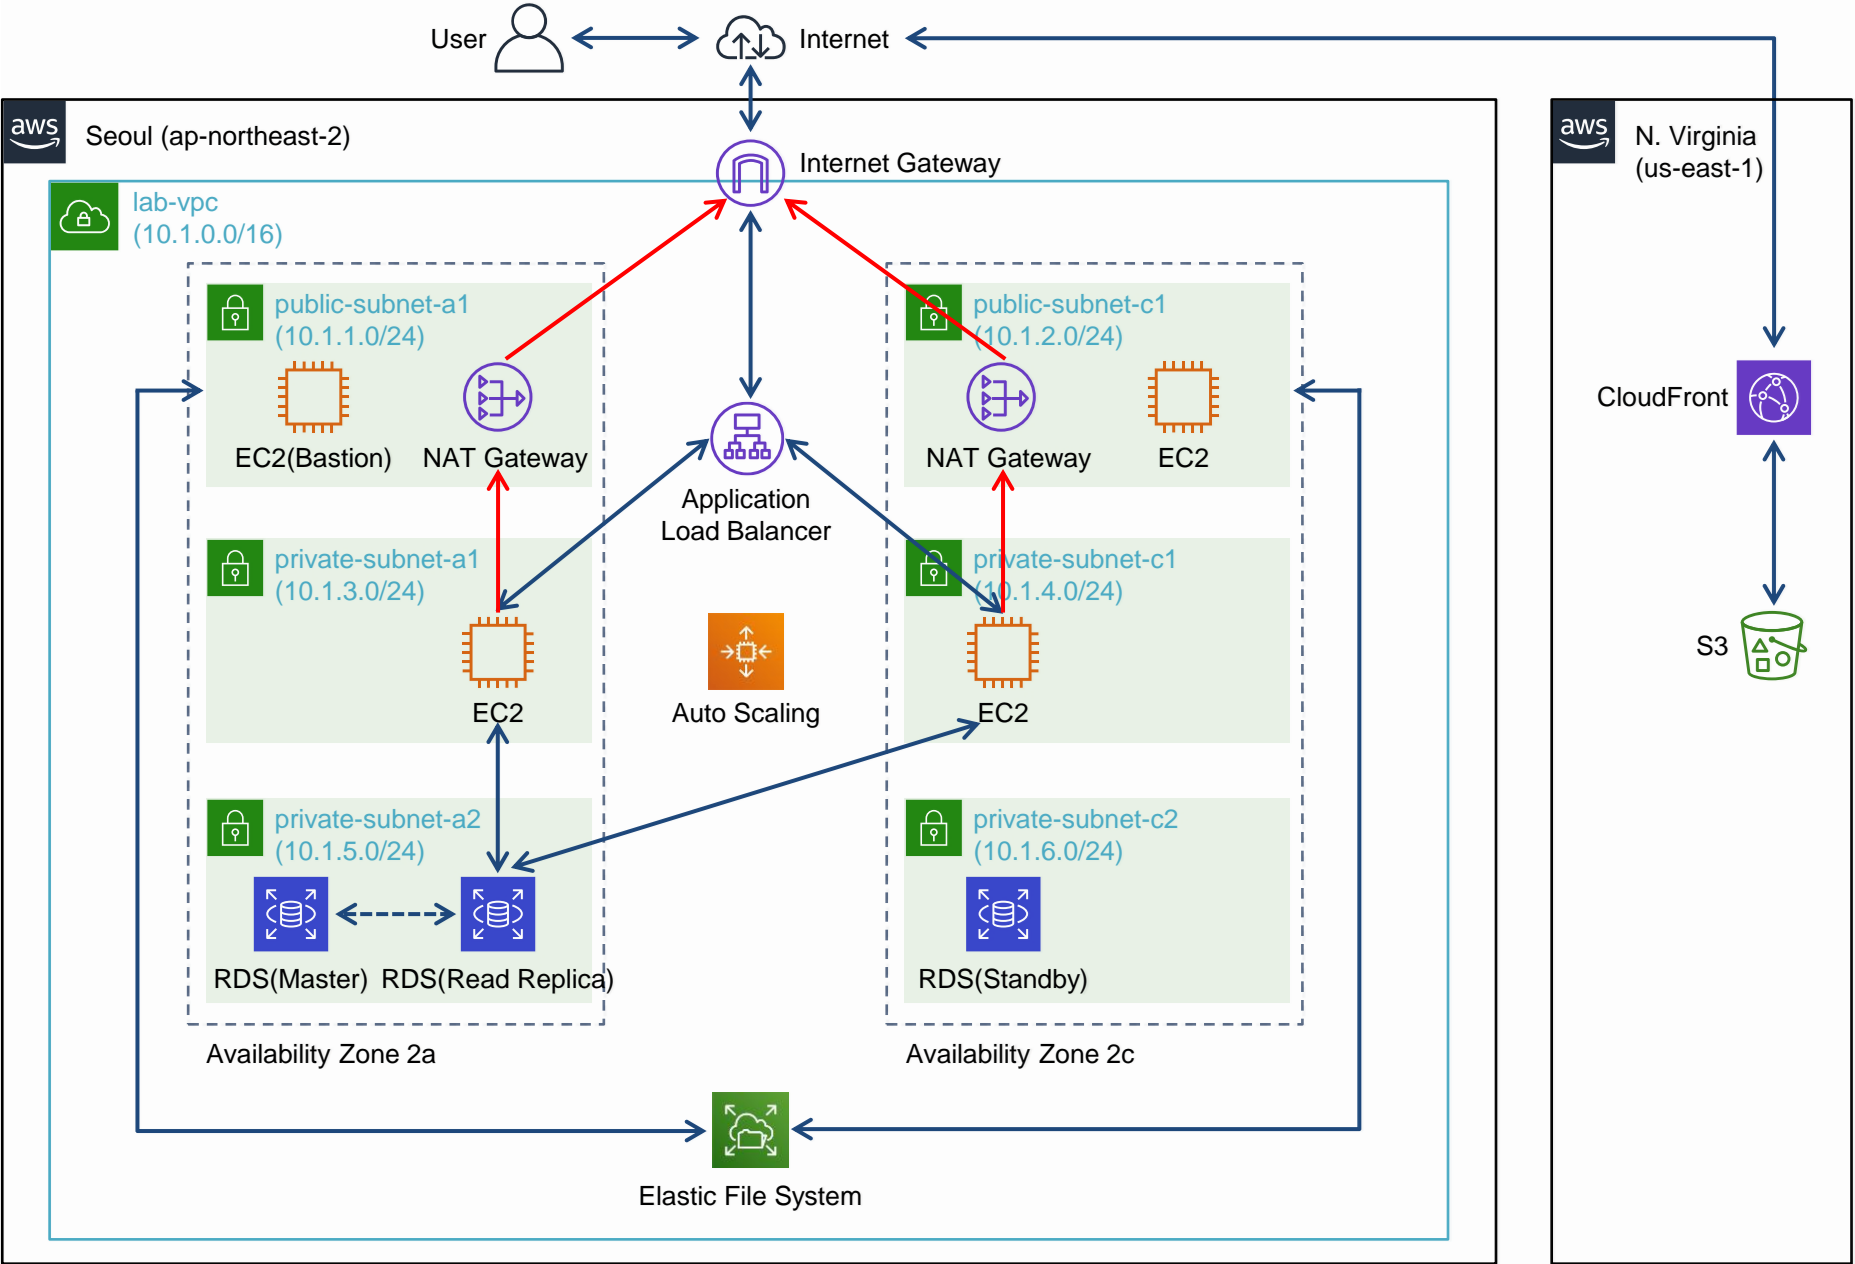 User
Internet
aws
Seoul (ap-northeast-2)
aws
N. Virginia
(us-east-1)
Internet Gateway
lab-vpc
(10.1.0.0/16)
public-subnet-a1
(10.1.1.0/24)
public-subnet-c1
(10.1.2.0/24)
CloudFront
EC2(Bastion)
NAT Gateway
NAT Gateway
EC2
Application
Load Balancer
private-subnet-a1
(10.1.3.0/24)
private-subnet-c1
(10.1.4.0/24)
S3
EC2
Auto Scaling
EC2
private-subnet-a2
(10.1.5.0/24)
private-subnet-c2
(10.1.6.0/24)
RDS(Master)
RDS(Read Replica)
RDS(Standby)
Availability Zone 2a
Availability Zone 2c
Elastic File System